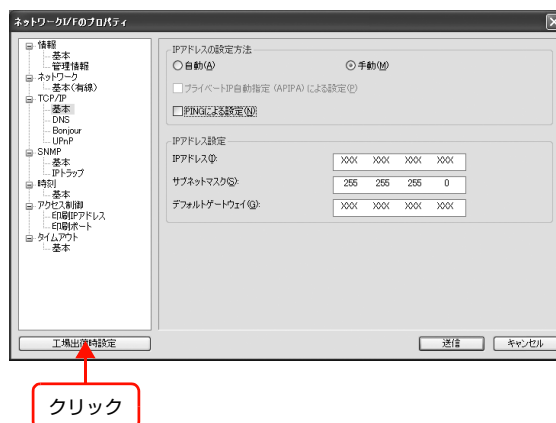 ネットワークI/Fのプロパティ
情報
基本
管理情報
ネットワーク
基本(有線)
TCP/IP
基本
DNS
Bonjour
UPnP
SNMP
基本
IPトラップ
時刻
基本
アクセス制御
印刷IPアドレス
印刷ポート
タイムアウト
基本
IPアドレスの設定方法
自動(A) 手動(M)
プライベートIP自動指定 (APIPA) による設定(P)
PINGによる設定(N)
IPアドレス設定
IPアドレス(I): XXX XXX XXX XXX
サブネットマスク(S): 255 255 255 0
デフォルトゲートウェイ(G): XXX XXX XXX XXX
工場出荷時設定 送信 キャンセル
クリック